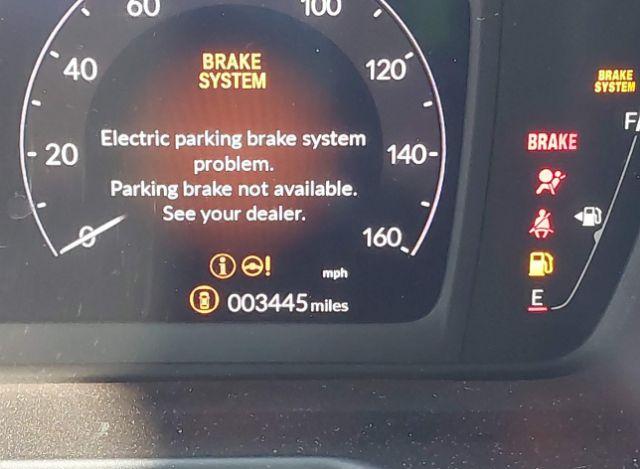 60 100
40 120
20 140
0 160
BRAKE
SYSTEM
Electric parking brake system
problem.
Parking brake not available.
See your dealer.
mph
003445 miles
BRAKE
SYSTEM
F
BRAKE
E